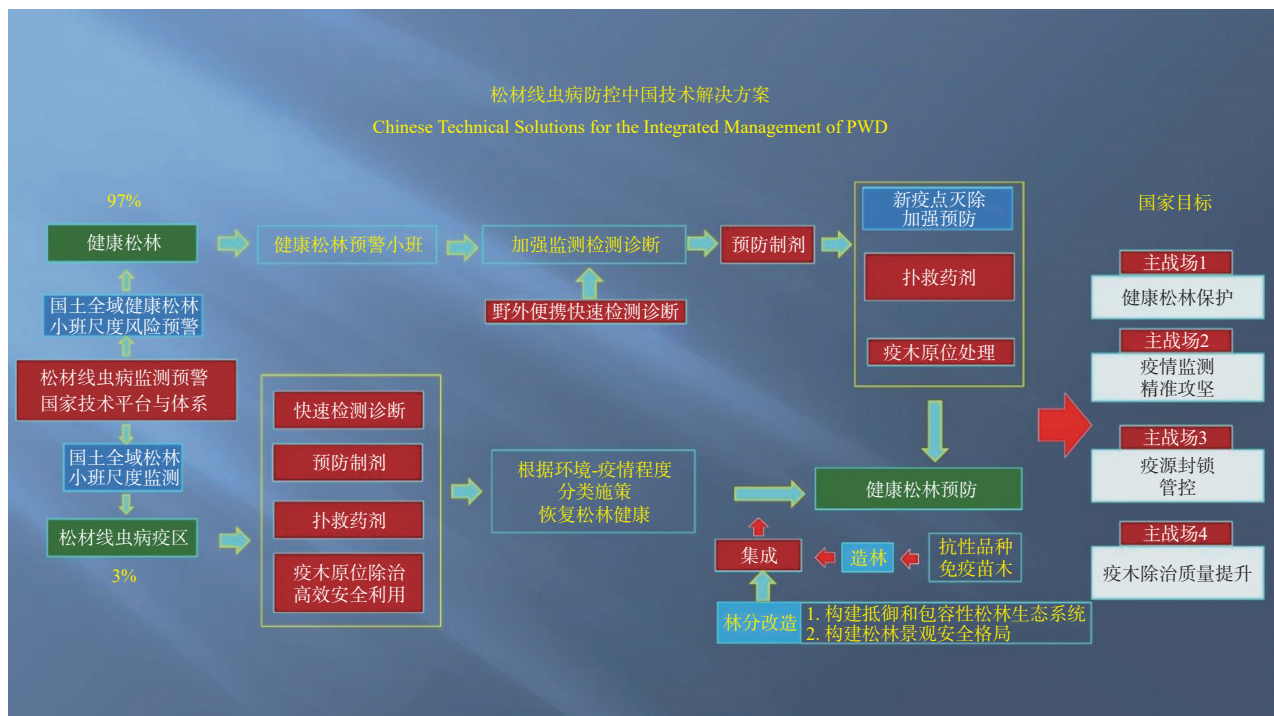 松材线虫病防控中国技术解决方案
Chinese Technical Solutions for the Integrated Management of PWD
97%
健康松林
健康松林预警小班
加强监测检测诊断
预防制剂
野外便携快速检测诊断
新疫点灭除
加强预防
扑救药剂
疫木原位处理
国土全域健康松林
小班尺度风险预警
松材线虫病监测预警
国家技术平台与体系
国土全域松林
小班尺度监测
松材线虫病疫区
3%
快速检测诊断
预防制剂
扑救药剂
疫木原位除治
高效安全利用
根据环境-疫情程度
分类施策
恢复松林健康
健康松林预防
集成
造林
抗性品种
免疫苗木
林分改造
1. 构建抵御和包容性松林生态系统
2. 构建松林景观安全格局
国家目标
主战场1
健康松林保护
主战场2
疫情监测
精准攻坚
主战场3
疫源封锁
管控
主战场4
疫木除治质量提升